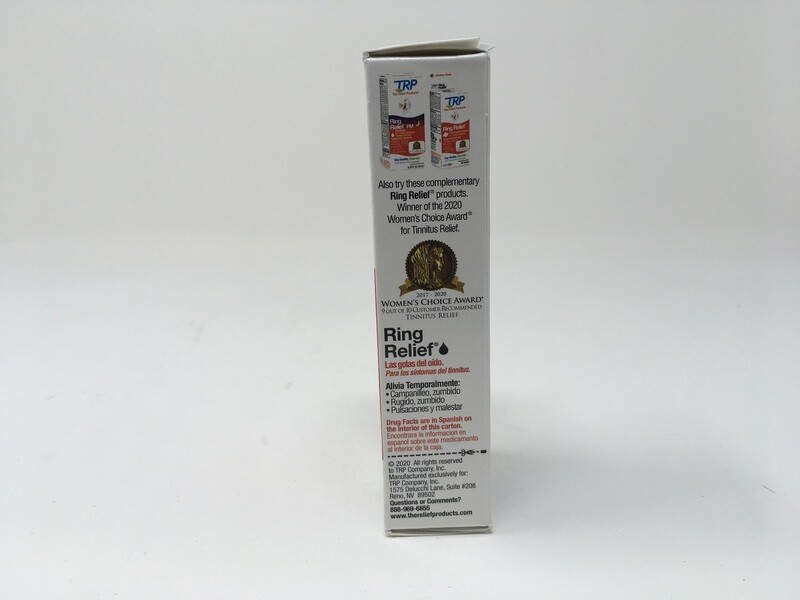 TRP
Ring
Relief PM
TRP
Ring Relief
Also try these complementary
Ring Relief® products.
Winner of the 2020
Women's Choice Award®
for Tinnitus Relief.
2017 - 2020
WOMEN'S CHOICE AWARD®
9 OUT OF 10 CUSTOMER RECOMMENDED
TINNITUS RELIEF
Ring
Relief®
Las gotas del oído.
Para los síntomas del tinnitus.
Alivia Temporalmente:
• Campanilleo, zumbido
• Rugido, zumbido
• Pulsaciones y malestar
Drug Facts are in Spanish on
the interior of this carton.
Encontrara la informacion en
espanol sobre este medicamento
al interior de la caja.
© 2020 All rights reserved
to TRP Company, Inc.
Manufactured exclusively for:
TRP Company, Inc.
1575 Delucchi Lane, Suite #208
Reno, NV 89502
Questions or Comments?
888-969-6855
www.thereliefproducts.com